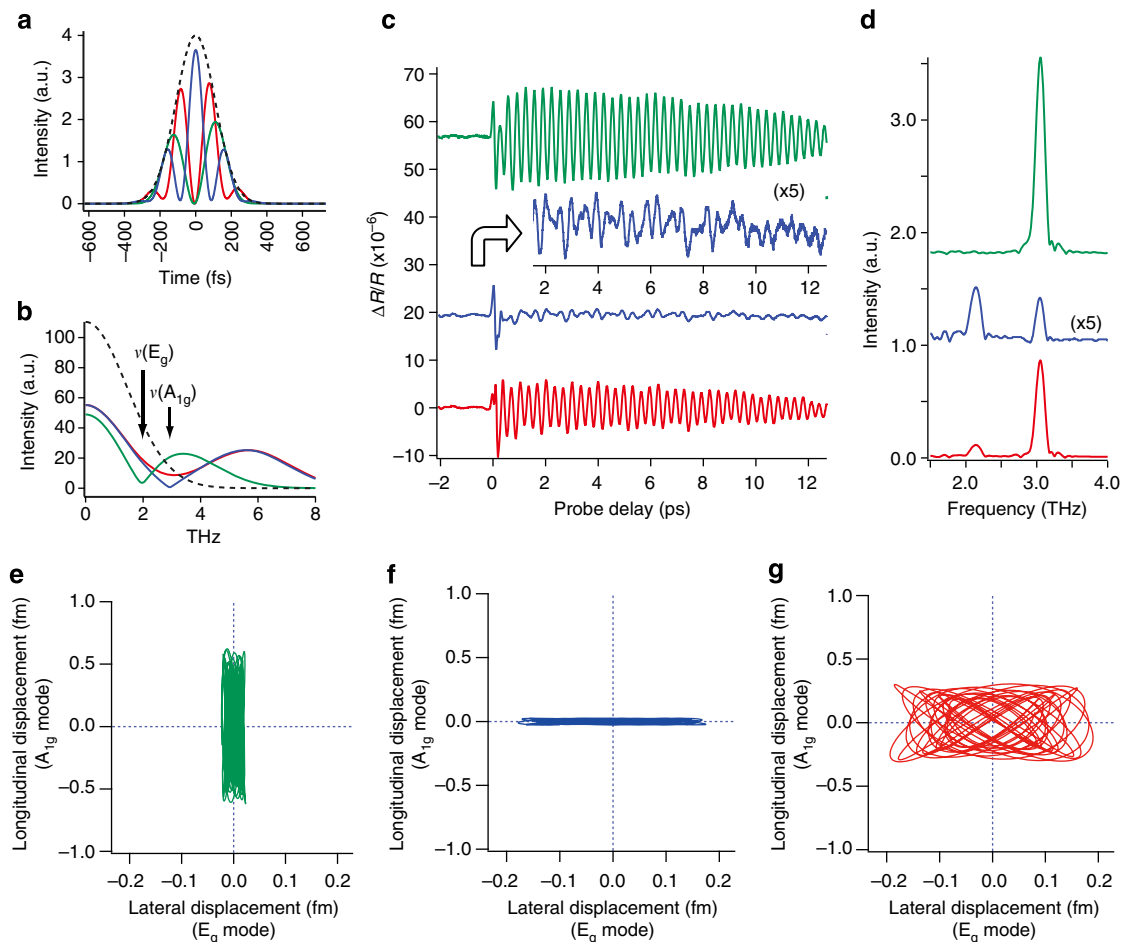 a
Intensity (a.u.)
4
3
2
1
0
−600
−400
−200
0
200
400
600
Time (fs)
b
Intensity (a.u.)
100
80
60
40
20
0
ν(Eg)
ν(A1g)
0
2
4
6
8
THz
c
ΔR/R (x10−6)
70
60
50
40
30
20
10
0
−10
(x5)
2
4
6
8
10
12
−2
0
2
4
6
8
10
12
Probe delay (ps)
d
Intensity (a.u.)
3.0
2.0
1.0
0.0
(x5)
2.0
3.0
4.0
Frequency (THz)
e
Longitudinal displacement (fm)
(A1g mode)
1.0
0.5
0.0
−0.5
−1.0
−0.2
−0.1
0.0
0.1
0.2
Lateral displacement (fm)
(Eg mode)
f
Longitudinal displacement (fm)
(A1g mode)
1.0
0.5
0.0
−0.5
−1.0
−0.2
−0.1
0.0
0.1
0.2
Lateral displacement (fm)
(Eg mode)
g
Longitudinal displacement (fm)
(A1g mode)
1.0
0.5
0.0
−0.5
−1.0
−0.2
−0.1
0.0
0.1
0.2
Lateral displacement (fm)
(Eg mode)